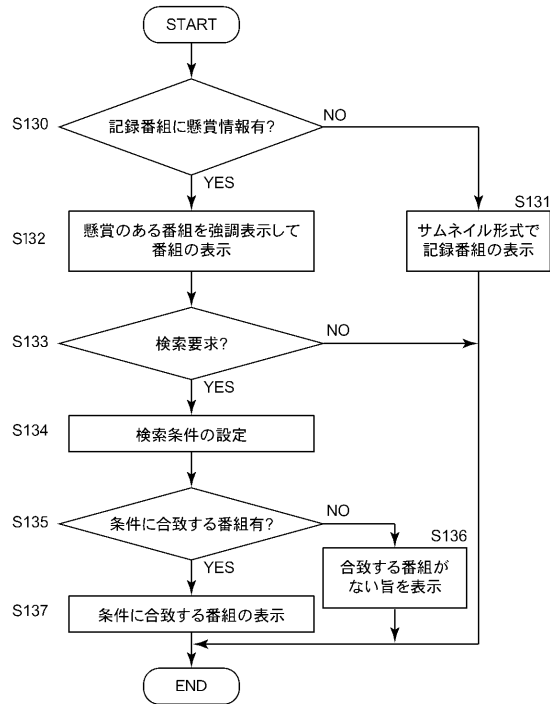 START
S130
記録番組に懸賞情報有?
NO
YES
S131
S132
懸賞のある番組を強調表示して
番組の表示
サムネイル形式で
記録番組の表示
S133
検索要求?
NO
YES
S134
検索条件の設定
S135
条件に合致する番組有?
NO
YES
S136
合致する番組が
ない旨を表示
S137
条件に合致する番組の表示
END